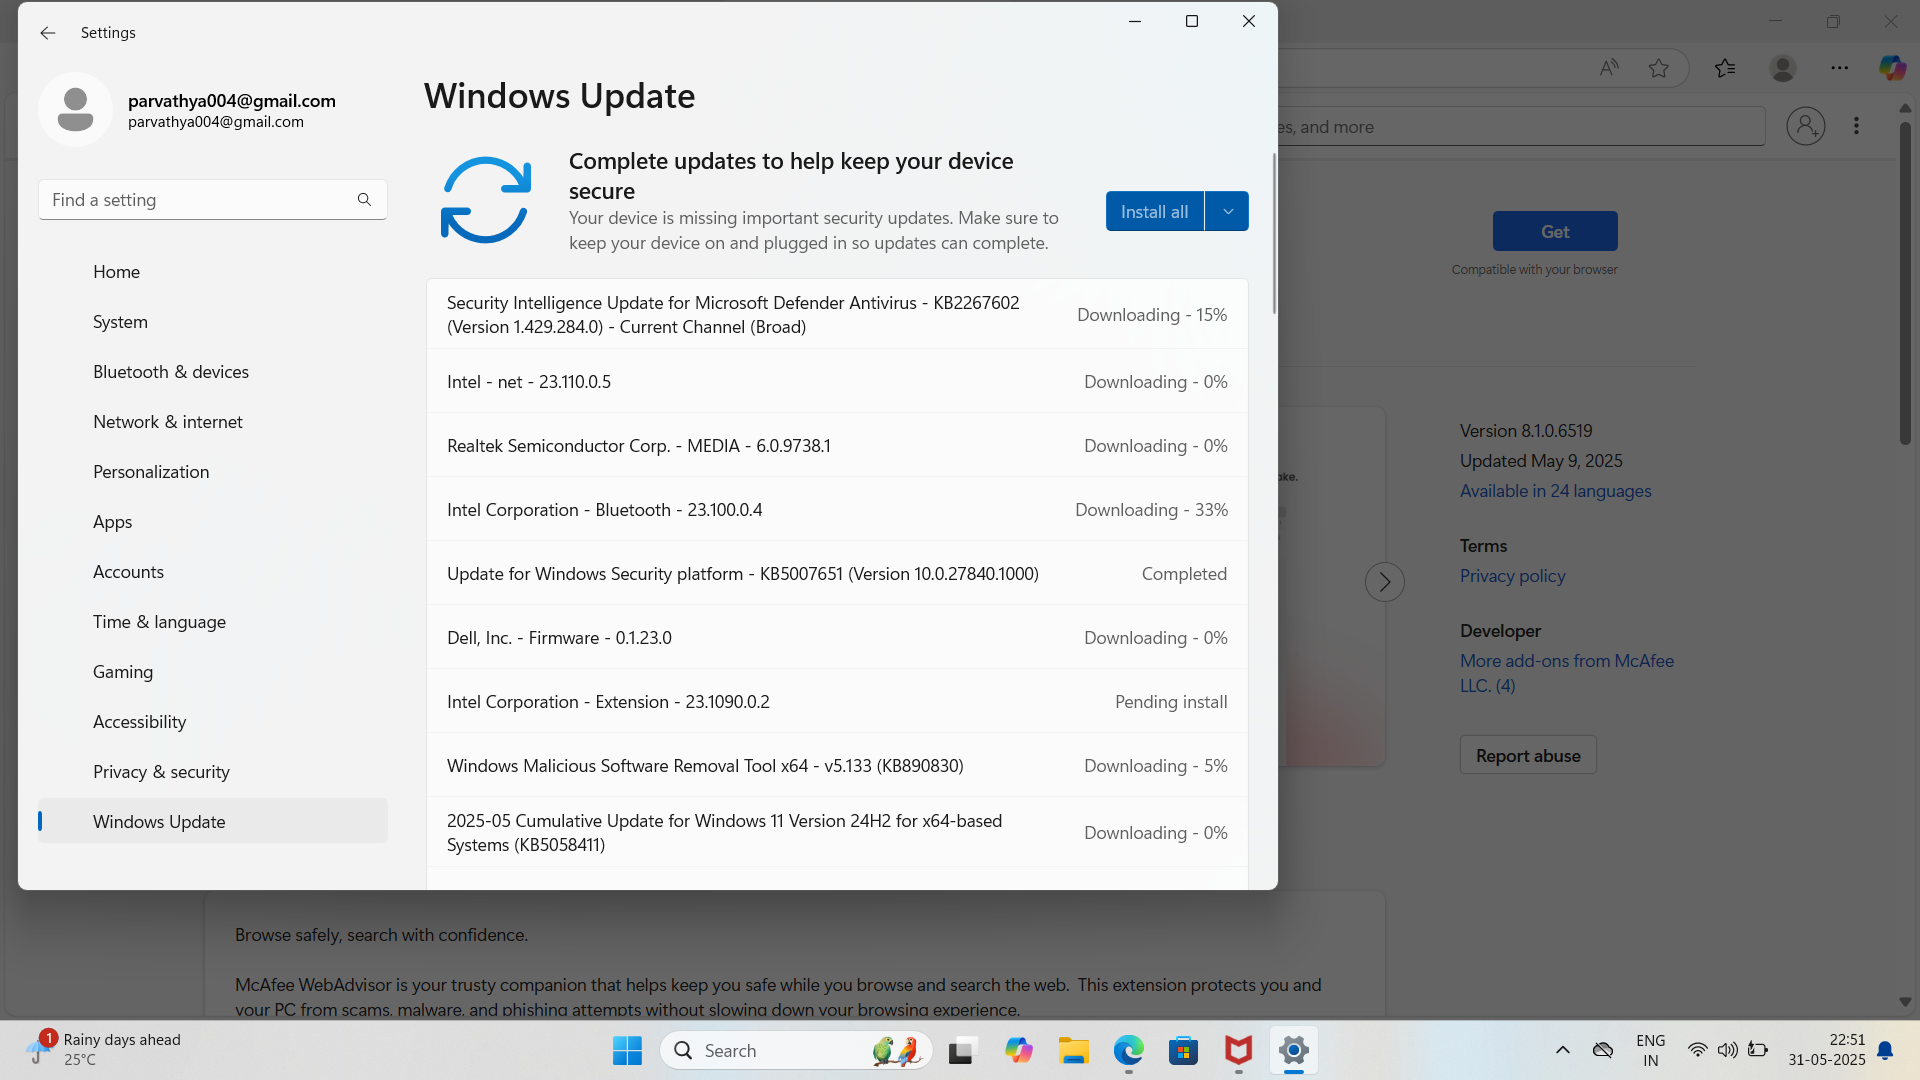 Settings
parvathya004@gmail.com
parvathya004@gmail.com
Find a setting
Home
System
Bluetooth & devices
Network & internet
Personalization
Apps
Accounts
Time & language
Gaming
Accessibility
Privacy & security
Windows Update
Windows Update
Complete updates to help keep your device
secure
Your device is missing important security updates. Make sure to
keep your device on and plugged in so updates can complete.
Install all
Security Intelligence Update for Microsoft Defender Antivirus - KB2267602
(Version 1.429.284.0) - Current Channel (Broad)
Downloading - 15%
Intel - net - 23.110.0.5
Downloading - 0%
Realtek Semiconductor Corp. - MEDIA - 6.0.9738.1
Downloading - 0%
Intel Corporation - Bluetooth - 23.100.0.4
Downloading - 33%
Update for Windows Security platform - KB5007651 (Version 10.0.27840.1000)
Completed
Dell, Inc. - Firmware - 0.1.23.0
Downloading - 0%
Intel Corporation - Extension - 23.1090.0.2
Pending install
Windows Malicious Software Removal Tool x64 - v5.133 (KB890830)
Downloading - 5%
2025-05 Cumulative Update for Windows 11 Version 24H2 for x64-based
Systems (KB5058411)
Downloading - 0%
es, and more
Get
Compatible with your browser
ake.
Version 8.1.0.6519
Updated May 9, 2025
Available in 24 languages
Terms
Privacy policy
Developer
More add-ons from McAfee
LLC. (4)
Report abuse
Browse safely, search with confidence.
McAfee WebAdvisor is your trusty companion that helps keep you safe while you browse and search the web. This extension protects you and
your PC from scams, malware, and phishing attempts without slowing down your browsing experience.
1
Rainy days ahead
25°C
Search
ENG
IN
22:51
31-05-2025